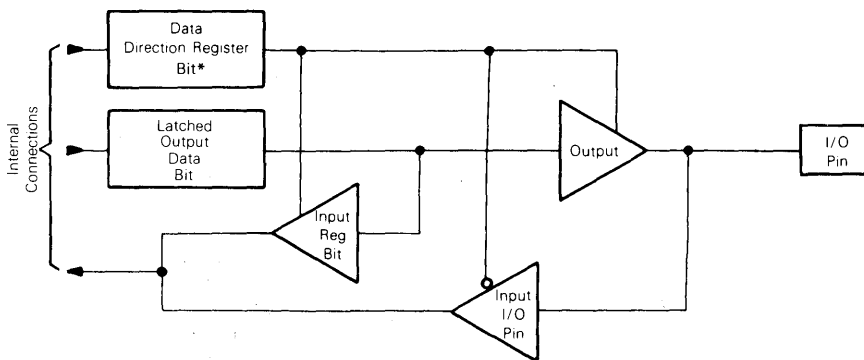 Internal
Connections
Data
Direction Register
Bit*
Latched
Output
Data
Bit
Output
I/O
Pin
Input
Reg
Bit
Input
I/O
Pin